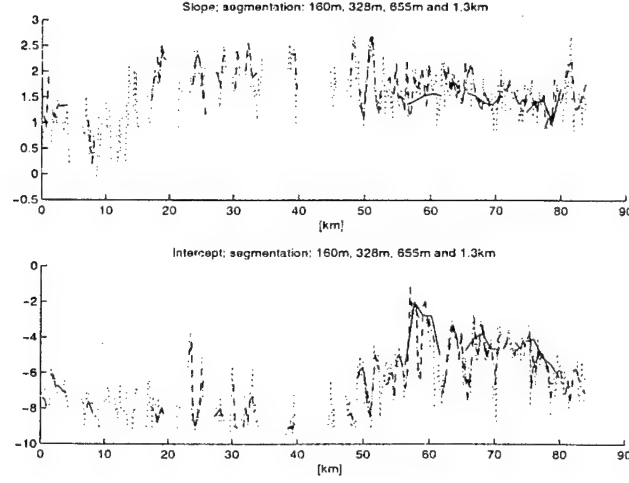 Slope; segmentation: 160m, 328m, 655m and 1.3km
3
2.5
2
1.5
1
0.5
0
-0.5
0 10 20 30 40 50 60 70 80 90
[km]
Intercept; segmentation: 160m, 328m, 655m and 1.3km
0
-2
-4
-6
-8
-10
0 10 20 30 40 50 60 70 80 90
[km]